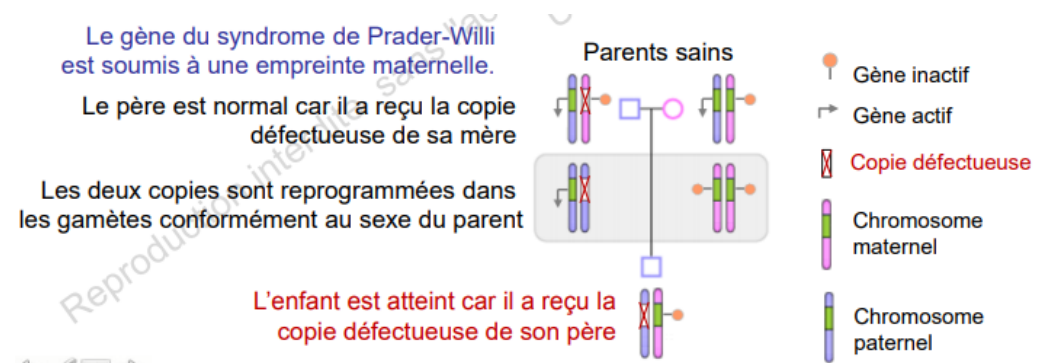 Le gène du syndrome de Prader-Willi
est soumis à une empreinte maternelle.
Le père est normal car il a reçu la copie
défectueuse de sa mère
Les deux copies sont reprogrammées dans
les gamètes conformément au sexe du parent
L'enfant est atteint car il a reçu la
copie défectueuse de son père
Parents sains
Gène inactif
Gène actif
Copie défectueuse
Chromosome
maternel
Chromosome
paternel
Reproduction interdite sans